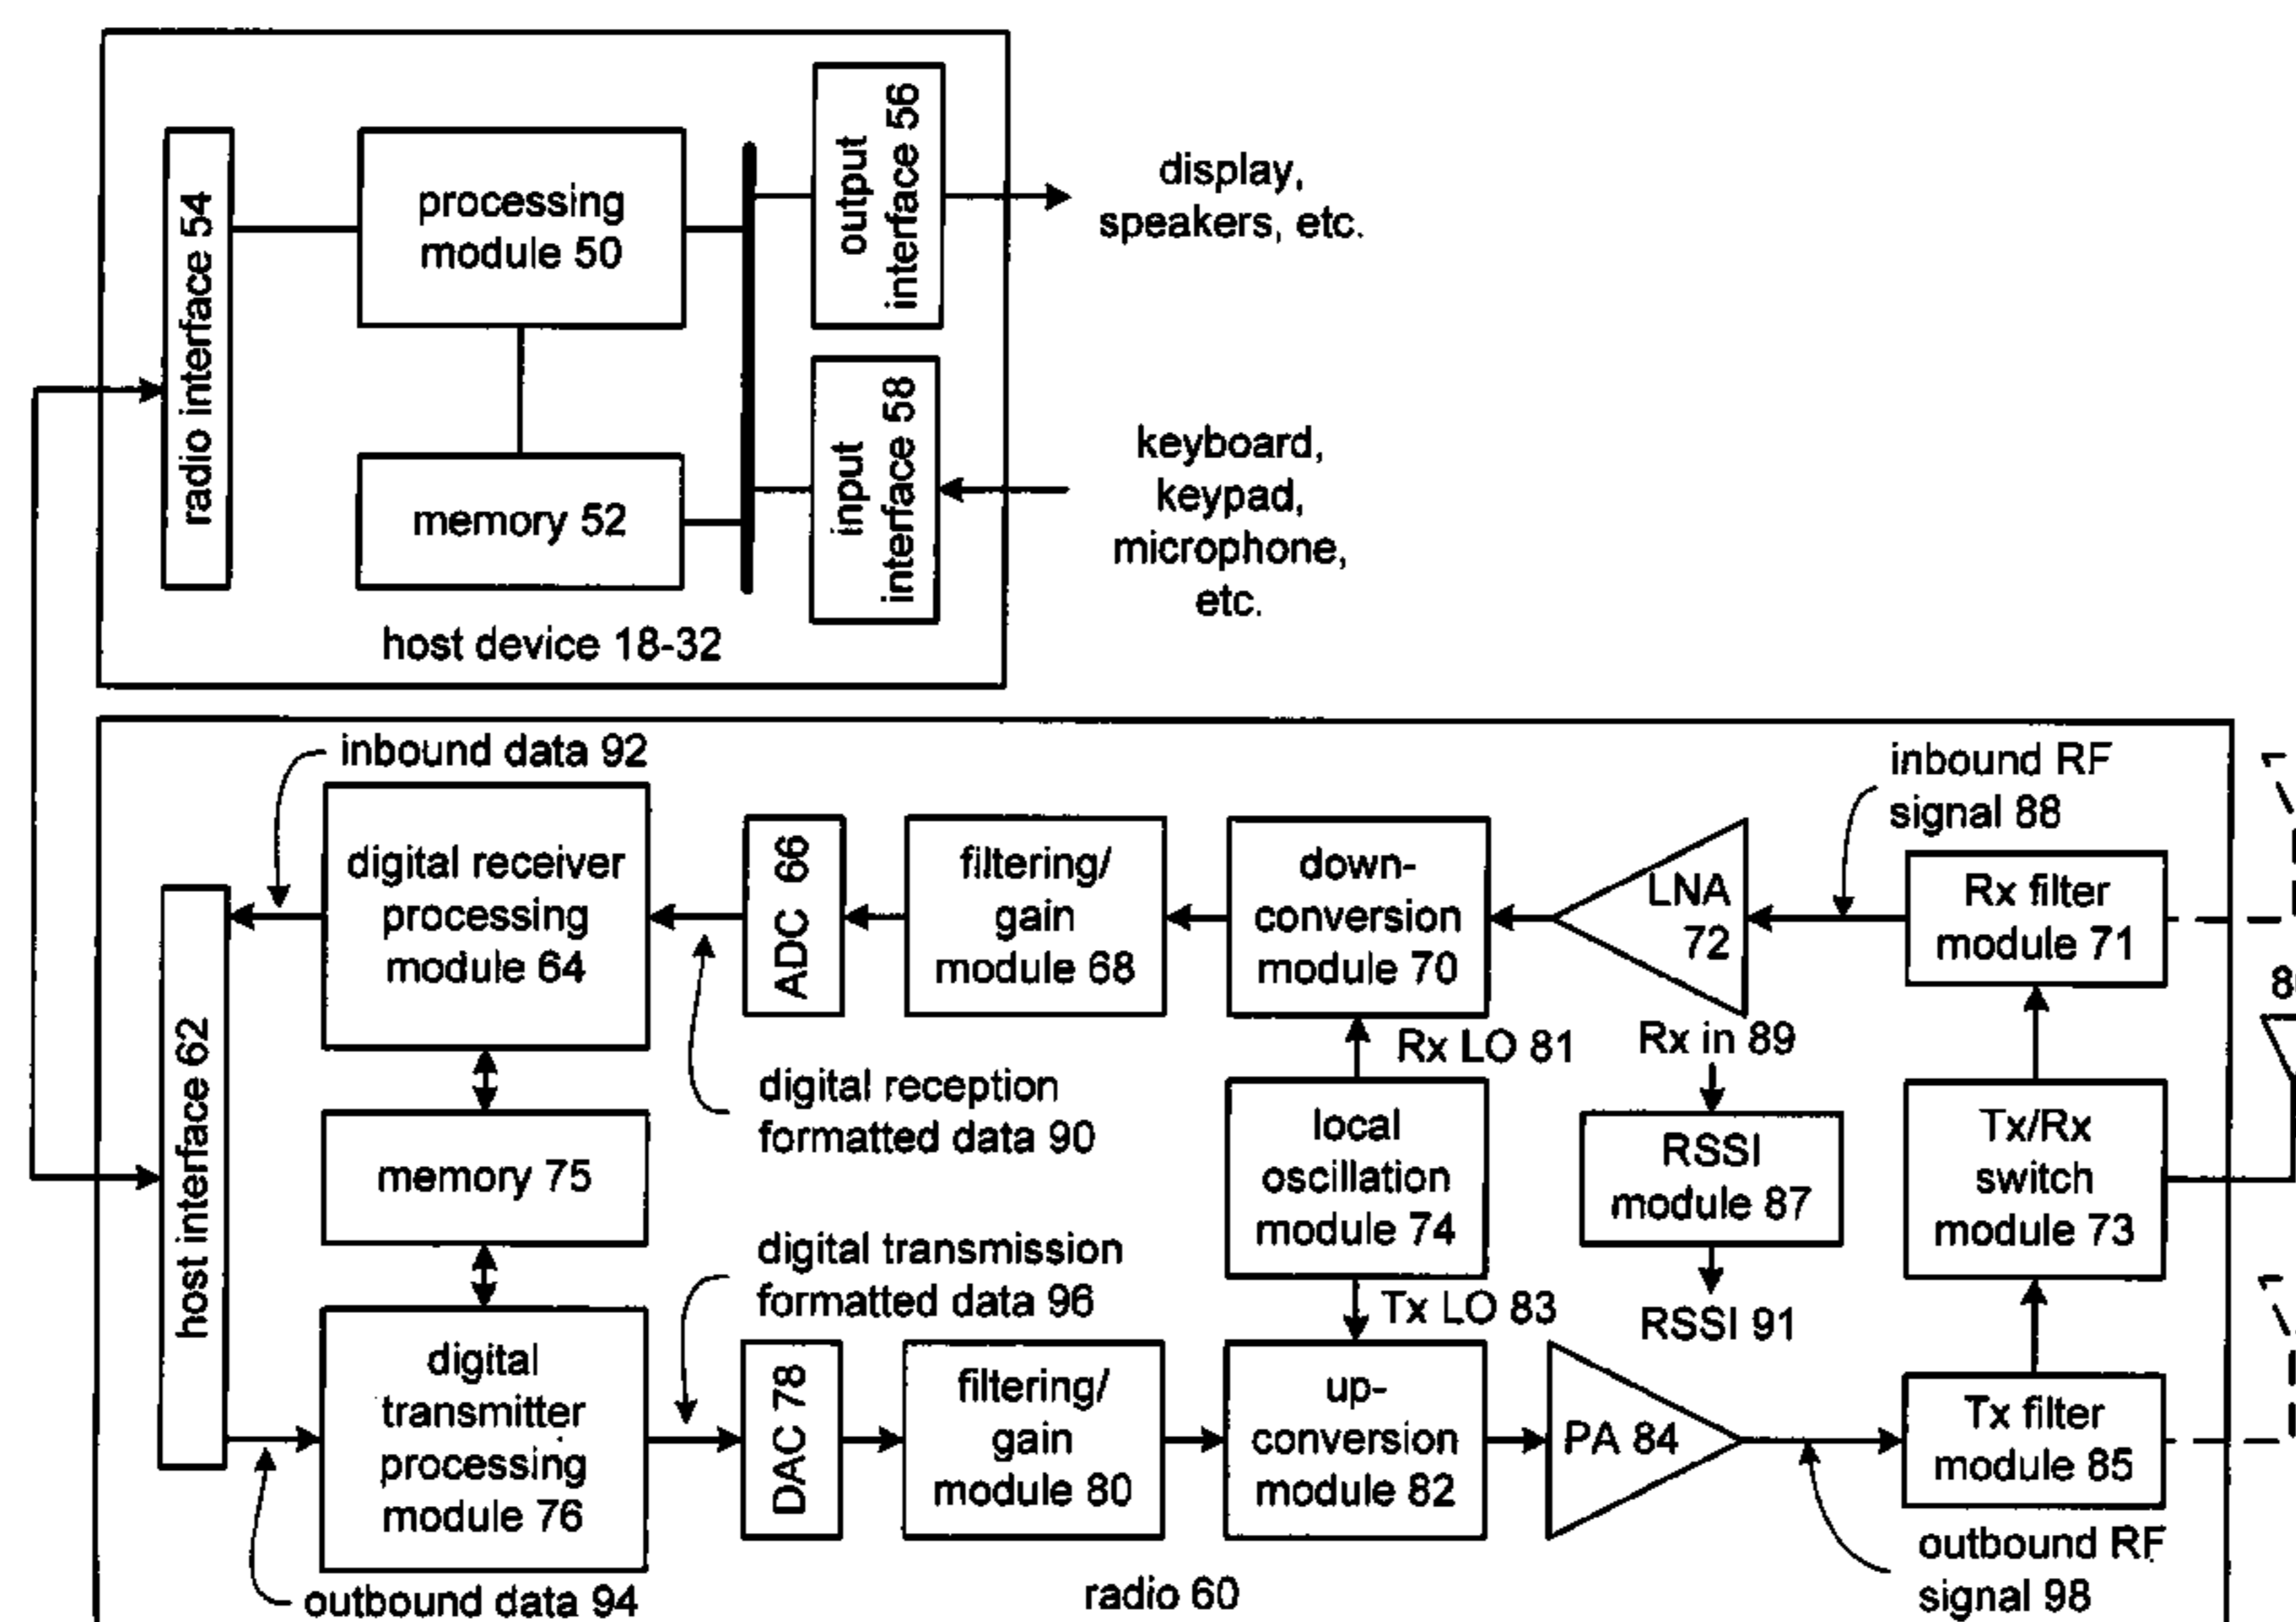 radio interface 54
processing
module 50
memory 52
output
interface 56
input
interface 58
display,
speakers, etc.
keyboard,
keypad,
microphone,
etc.
host device 18-32
inbound data 92
host interface 62
digital receiver
processing
module 64
ADC 66
filtering/
gain
module 68
down-
conversion
module 70
LNA
72
inbound RF
signal 88
Rx filter
module 71
digital reception
formatted data 90
Rx LO 81
Rx in 89
memory 75
local
oscillation
module 74
RSSI
module 87
Tx/Rx
switch
module 73
digital transmission
formatted data 96
Tx LO 83
RSSI 91
digital
transmitter
processing
module 76
DAC 78
filtering/
gain
module 80
up-
conversion
module 82
PA 84
Tx filter
module 85
outbound data 94
radio 60
outbound RF
signal 98